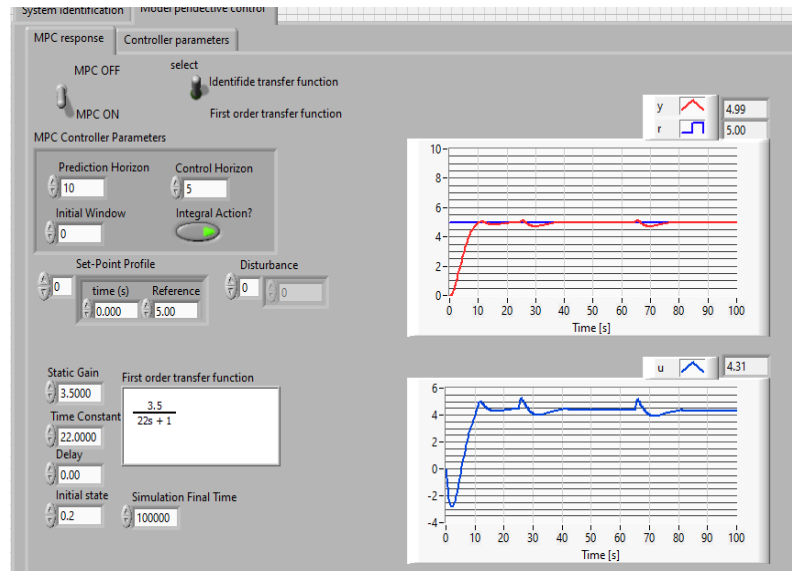 System identification Model perdective control
MPC response Controller parameters
MPC OFF
MPC ON
select
Identifide transfer function
First order transfer function
MPC Controller Parameters
Prediction Horizon Control Horizon
10 5
Initial Window Integral Action?
0
Set-Point Profile Disturbance
0 time (s) Reference 0 0
0.000 5.00
Static Gain
3.5000
Time Constant
22.0000
Delay
0.00
Initial state
0.2
First order transfer function
3.5
22s + 1
Simulation Final Time
100000
y 4.99
r 5.00
10
8
6
4
2
0
0 10 20 30 40 50 60 70 80 90 100
Time [s]
u 4.31
6
4
2
0
-2
-4
0 10 20 30 40 50 60 70 80 90 100
Time [s]